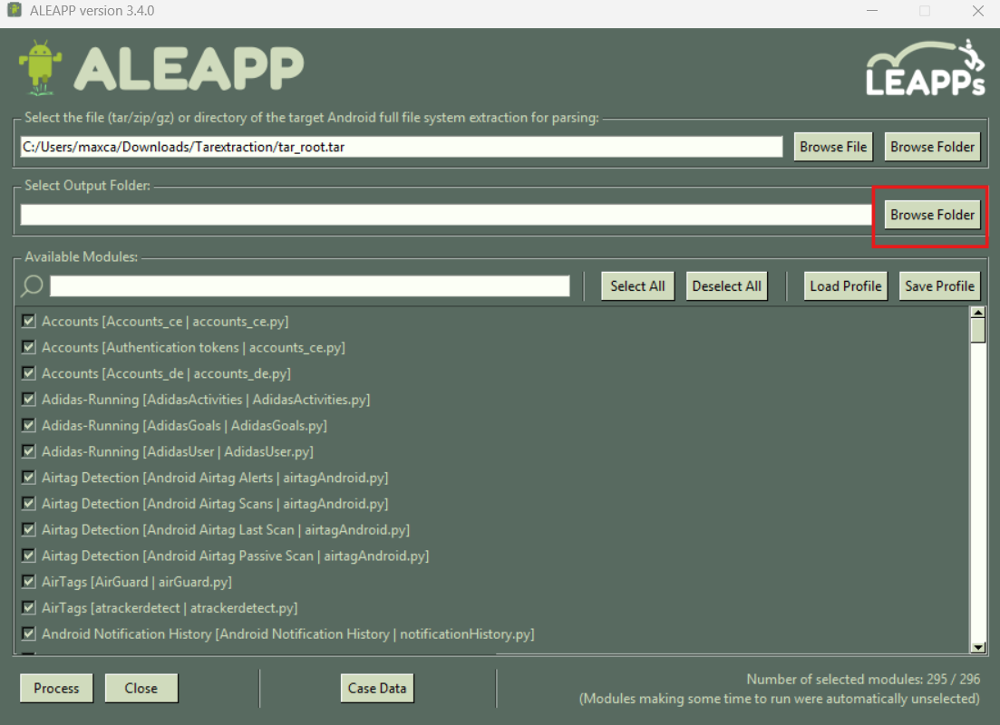 ALEAPP version 3.4.0
ALEAPP
LEAPPs
Select the file (tar/zip/gz) or directory of the target Android full file system extraction for parsing:
C:/Users/maxca/Downloads/Tarextraction/tar_root.tar
Browse File
Browse Folder
Select Output Folder:
Browse Folder
Available Modules:
Select All
Deselect All
Load Profile
Save Profile
Accounts [Accounts_ce | accounts_ce.py]
Accounts [Authentication tokens | accounts_ce.py]
Accounts [Accounts_de | accounts_de.py]
Adidas-Running [AdidasActivities | AdidasActivities.py]
Adidas-Running [AdidasGoals | AdidasGoals.py]
Adidas-Running [AdidasUser | AdidasUser.py]
Airtag Detection [Android Airtag Alerts | airtagAndroid.py]
Airtag Detection [Android Airtag Scans | airtagAndroid.py]
Airtag Detection [Android Airtag Last Scan | airtagAndroid.py]
Airtag Detection [Android Airtag Passive Scan | airtagAndroid.py]
AirTags [AirGuard | airGuard.py]
AirTags [atrackerdetect | atrackerdetect.py]
Android Notification History [Android Notification History | notificationHistory.py]
Process
Close
Case Data
Number of selected modules: 295 / 296
(Modules making some time to run were automatically unselected)